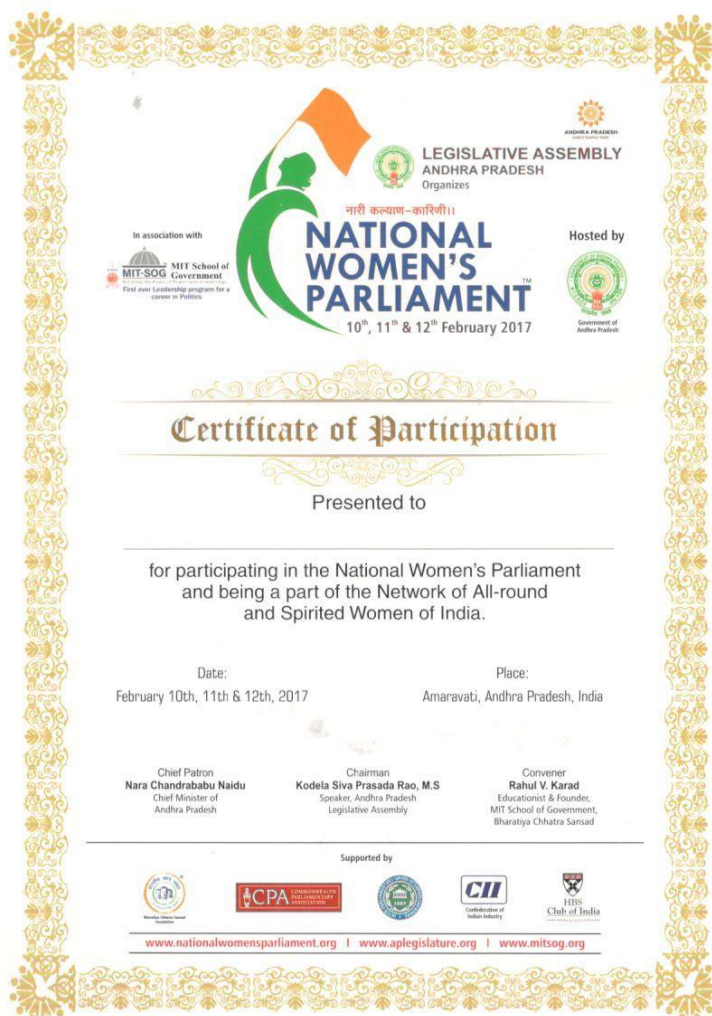 ANDHRA PRADESH
LEGISLATIVE ASSEMBLY
ANDHRA PRADESH
Organizes
नारी कल्याण-कारिणी।।
In association with
MIT-SOG
MIT School of
Government
First ever Leadership program for a
career in Politics
NATIONAL
WOMEN'S
PARLIAMENT™
10th, 11th & 12th February 2017
Hosted by
Government of
Andhra Pradesh
Certificate of Participation
Presented to
for participating in the National Women's Parliament
and being a part of the Network of All-round
and Spirited Women of India.
Date:
February 10th, 11th & 12th, 2017
Place:
Amaravati, Andhra Pradesh, India
Chief Patron
Nara Chandrababu Naidu
Chief Minister of
Andhra Pradesh
Chairman
Kodela Siva Prasada Rao, M.S
Speaker, Andhra Pradesh
Legislative Assembly
Convener
Rahul V. Karad
Educationist & Founder,
MIT School of Government,
Bharatiya Chhatra Sansad
Supported by
Bharatiya Chhatra Sansad
Foundation
CPA
COMMONWEALTH
PARLIAMENTARY
ASSOCIATION
CII
Confederation of
Indian Industry
HBS
Club of India
www.nationalwomensparliament.org | www.aplegislature.org | www.mitsog.org